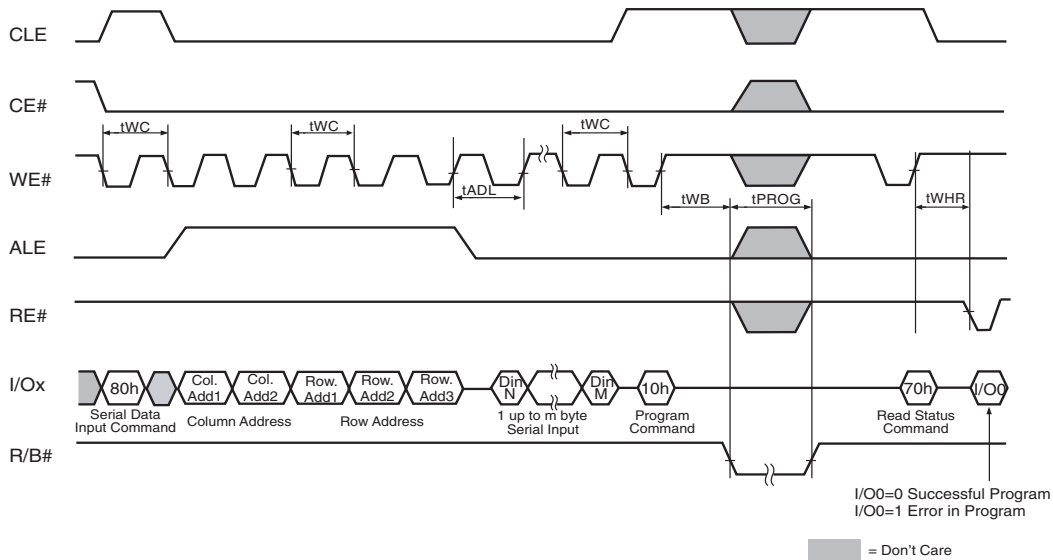 CLE
CE#
tWC
tWC
tWC
WE#
tADL
tWB
tPROG
tWHR
ALE
RE#
I/Ox
80h
Col. Add1
Col. Add2
Row. Add1
Row. Add2
Row. Add3
Din N
Din M
10h
70h
I/O0
Serial Data
Input Command
Column Address
Row Address
1 up to m byte
Serial Input
Program
Command
Read Status
Command
R/B#
I/O0=0 Successful Program
I/O0=1 Error in Program
= Don't Care